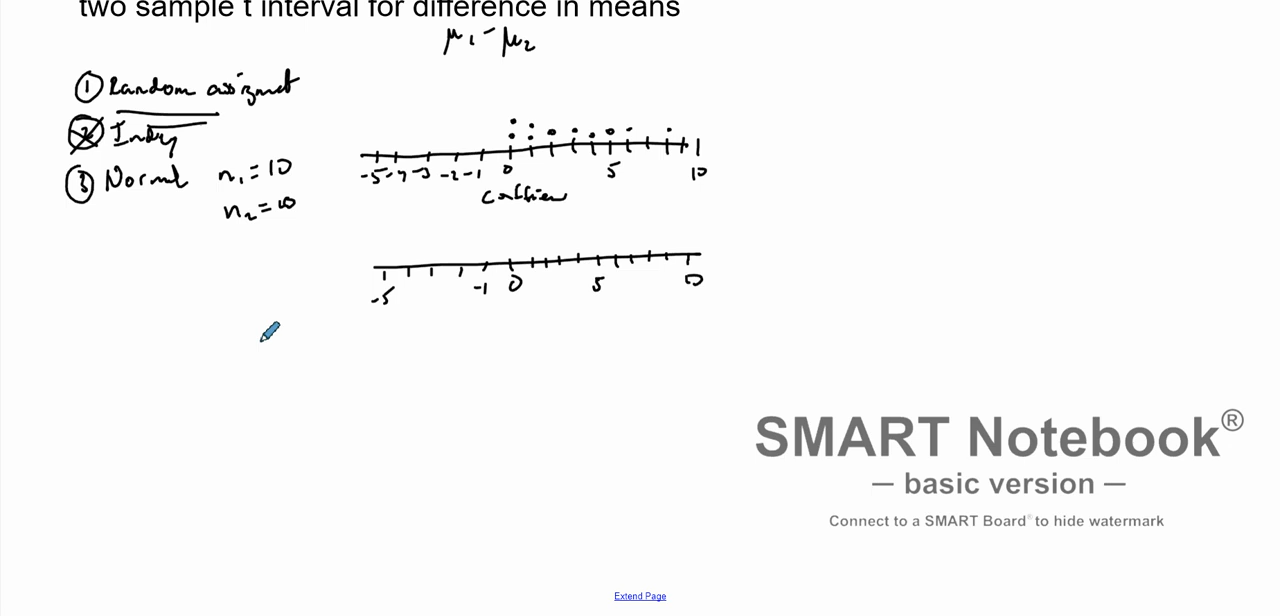 two sample t interval for difference in means
μ₁ - μ₂
① Random assignmet
② Indep
③ Normal n₁ = 10
n₂ = 10
-5 -4 -3 -2 -1 0 5 10
Caffien
-5 -1 0 5 10
SMART Notebook®
— basic version —
Connect to a SMART Board® to hide watermark
Extend Page